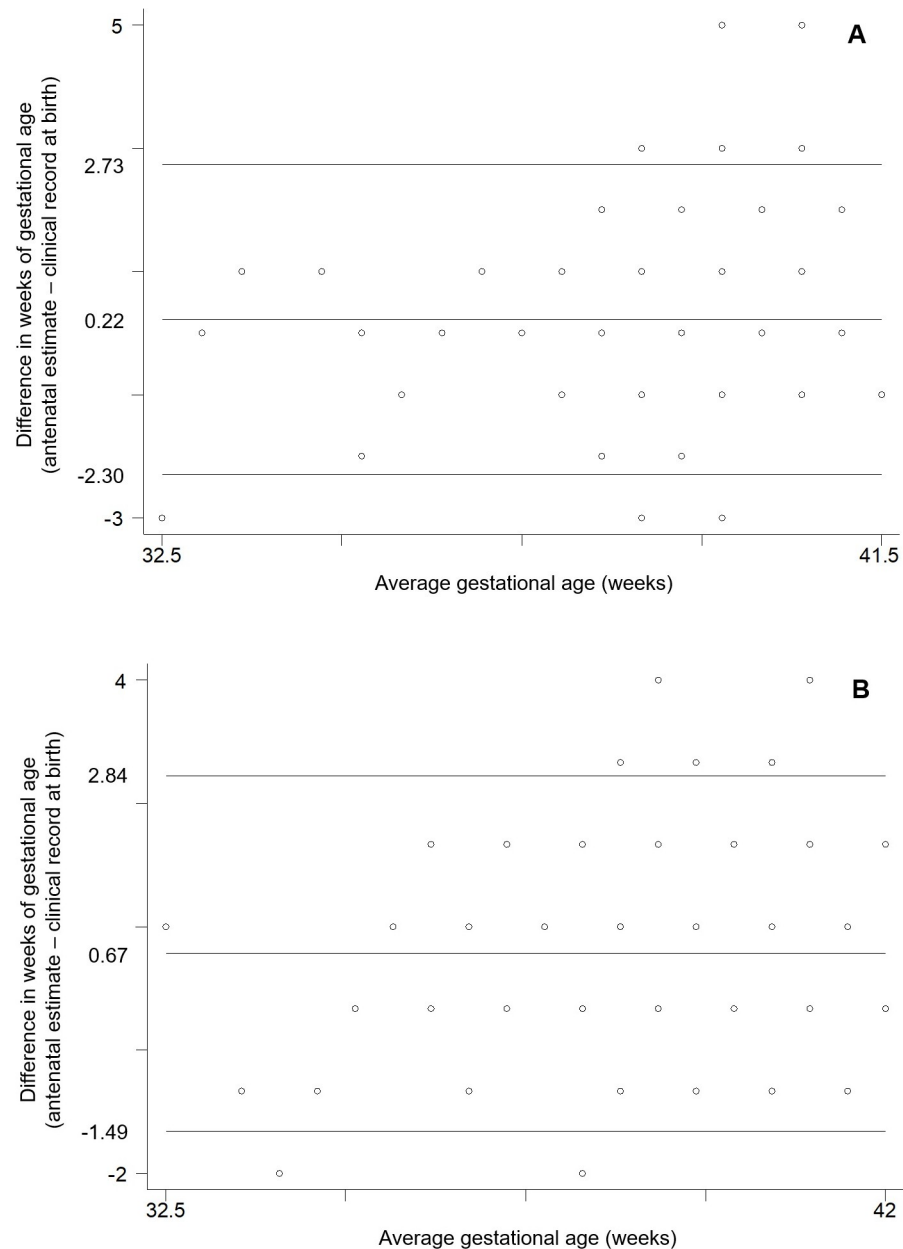 A
5
2.73
0.22
-2.30
-3
Difference in weeks of gestational age
(antenatal estimate – clinical record at birth)
32.5
41.5
Average gestational age (weeks)
B
4
2.84
0.67
-1.49
-2
Difference in weeks of gestational age
(antenatal estimate – clinical record at birth)
32.5
42
Average gestational age (weeks)